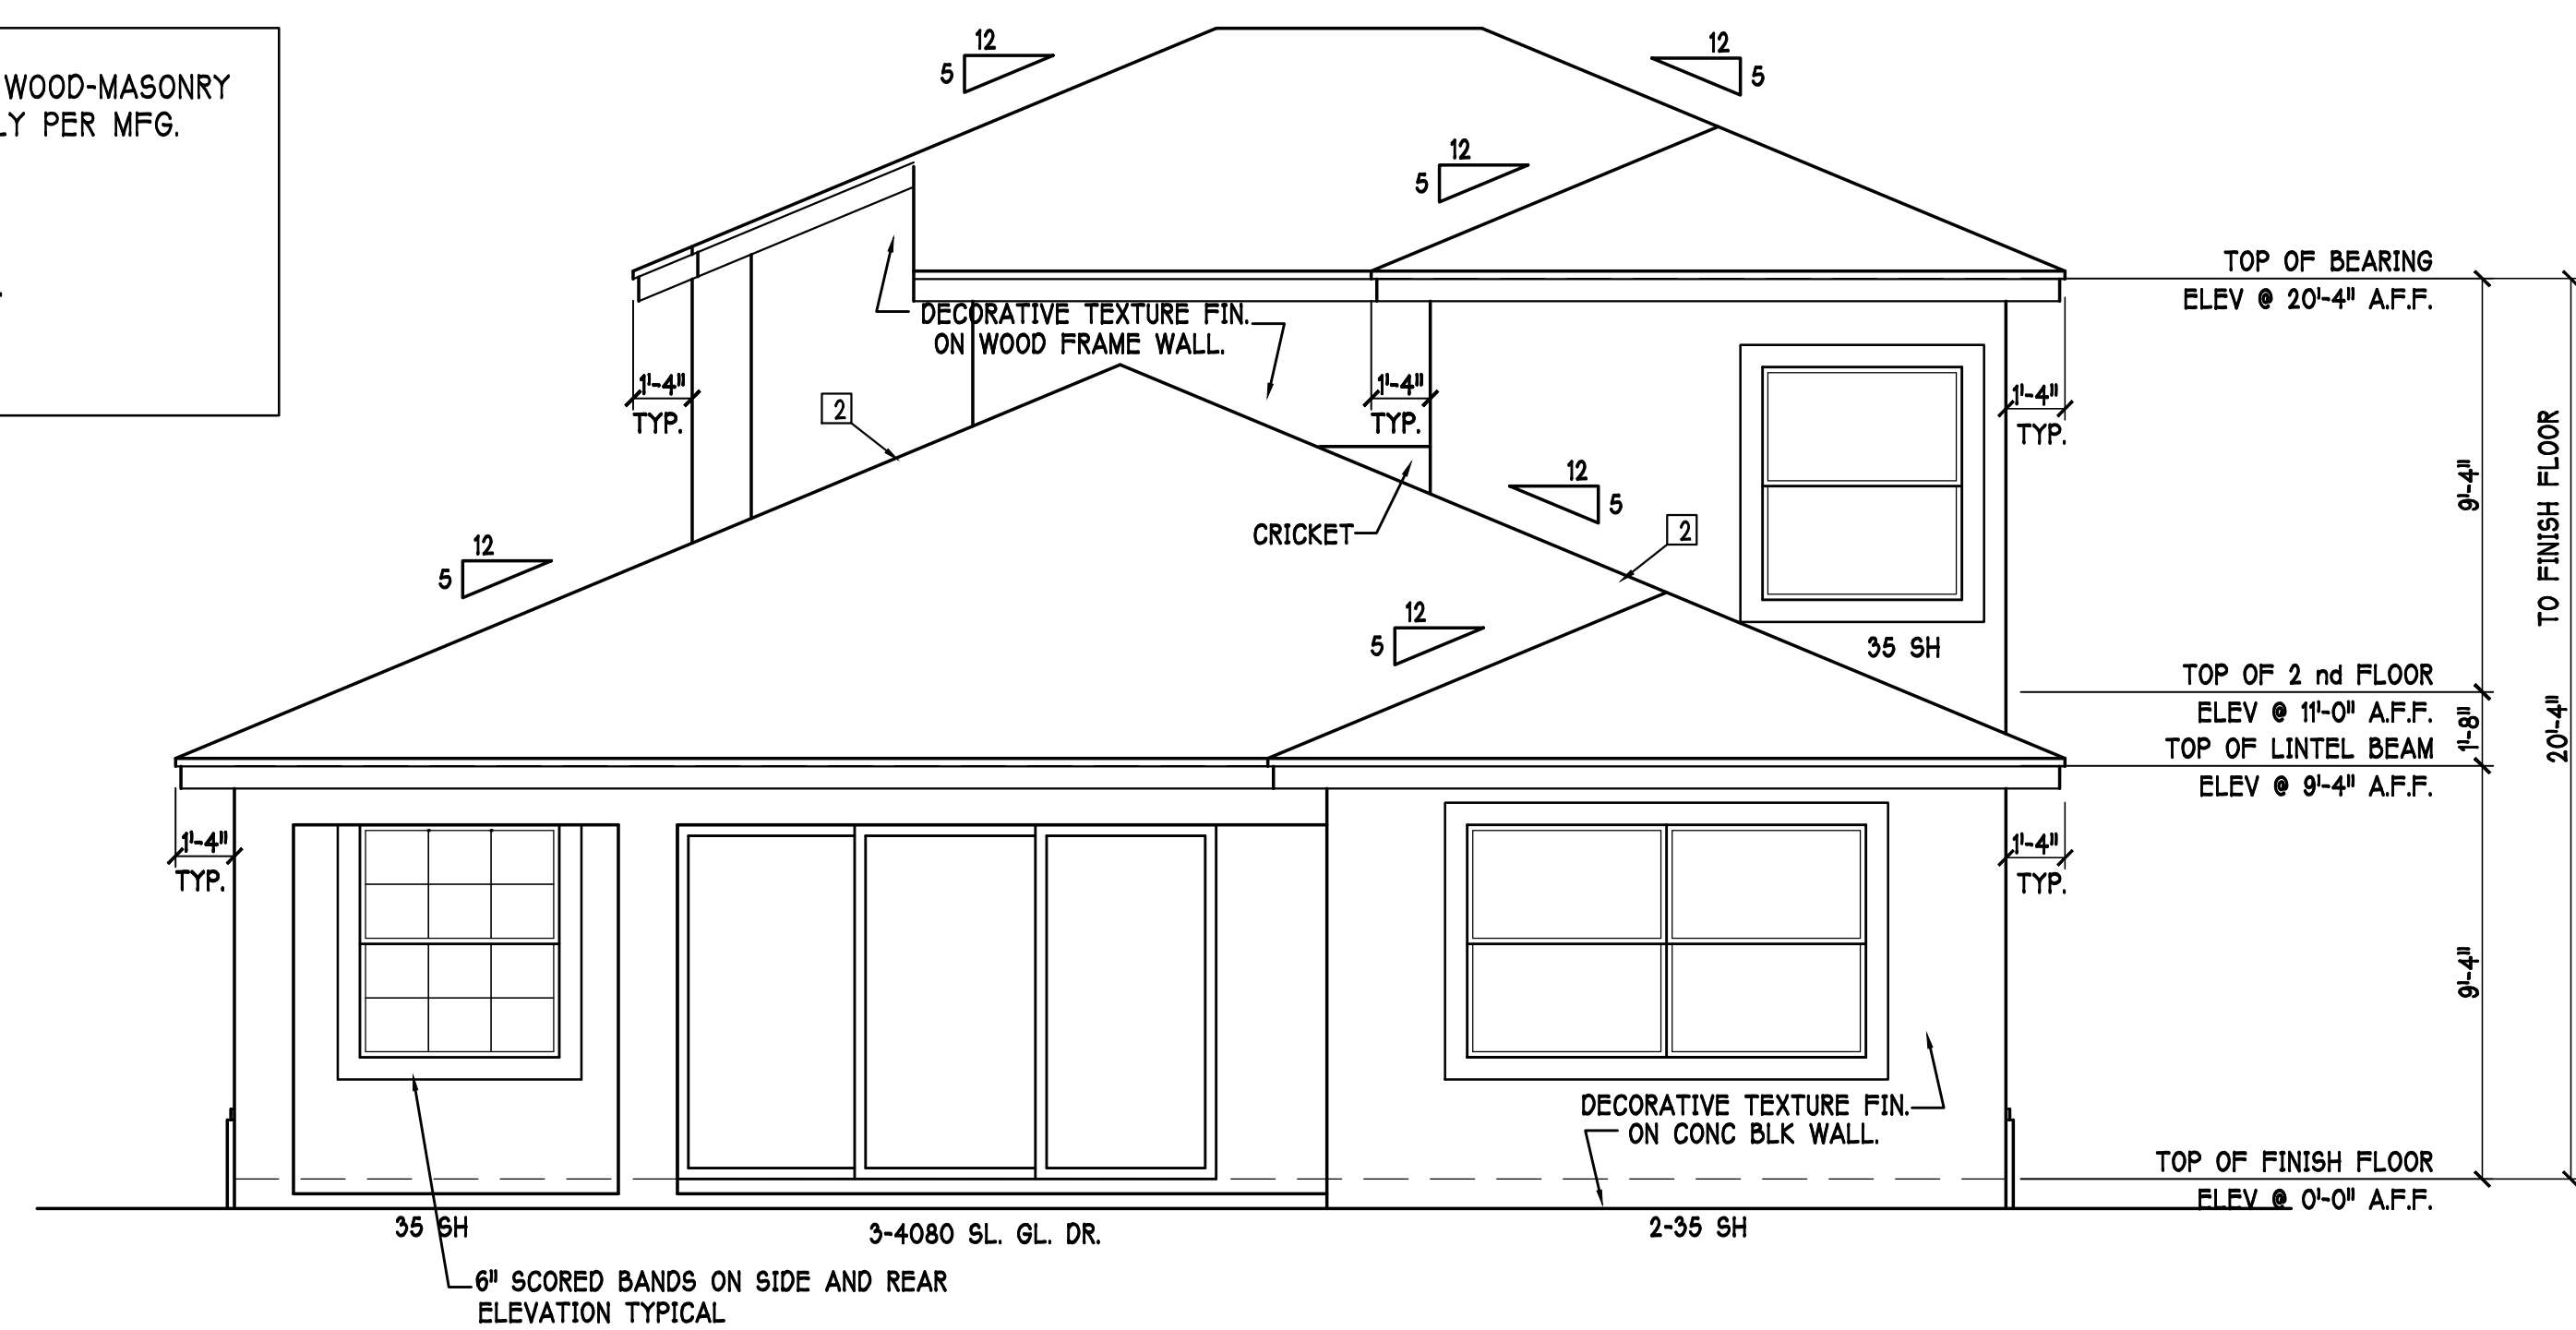 WOOD-MASONRY
LY PER MFG.
12
5
12
5
12
5
TOP OF BEARING
ELEV @ 20'-4" A.F.F.
DECORATIVE TEXTURE FIN.
ON WOOD FRAME WALL.
1'-4"
TYP.
1'-4"
TYP.
1'-4"
TYP.
2
12
5
CRICKET
2
12
5
12
5
35 SH
9'-4"
TO FINISH FLOOR
TOP OF 2 nd FLOOR
ELEV @ 11'-0" A.F.F.
1'-8"
20'-4"
TOP OF LINTEL BEAM
ELEV @ 9'-4" A.F.F.
1'-4"
TYP.
1'-4"
TYP.
9'-4"
DECORATIVE TEXTURE FIN.
ON CONC BLK WALL.
TOP OF FINISH FLOOR
ELEV @ 0'-0" A.F.F.
35 SH
3-4080 SL. GL. DR.
2-35 SH
6" SCORED BANDS ON SIDE AND REAR
ELEVATION TYPICAL